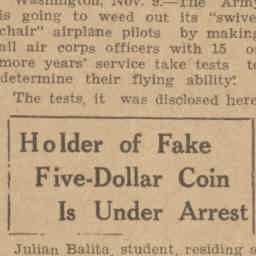 Washington, Nov. 9.—The Army
is going to weed out its "swivel
chair" airplane pilots by making
all air corps officers with 15 or
more years' service take tests to
determine their flying ability.
The tests, it was disclosed here
Holder of Fake
Five-Dollar Coin
Is Under Arrest
Julian Balita, student, residing a